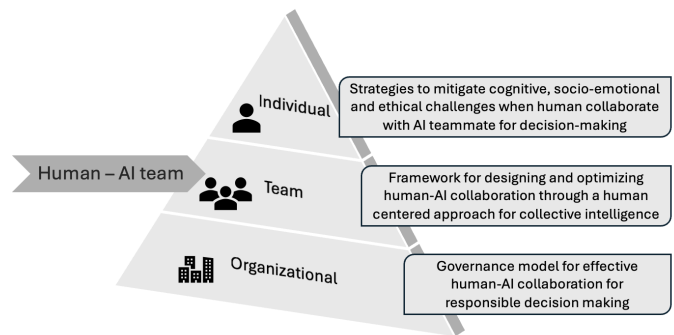 Individual
Strategies to mitigate cognitive, socio-emotional
and ethical challenges when human collaborate
with AI teammate for decision-making
Human – AI team
Team
Framework for designing and optimizing
human-AI collaboration through a human
centered approach for collective intelligence
Organizational
Governance model for effective
human-AI collaboration for
responsible decision making